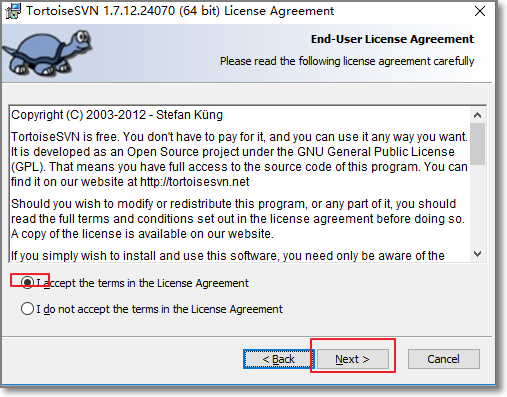 TortoiseSVN 1.7.12.24070 (64 bit) License Agreement
End-User License Agreement
Please read the following license agreement carefully
Copyright (C) 2003-2012 - Stefan Küng
TortoiseSVN is free. You don't have to pay for it, and you can use it any way you want.
It is developed as an Open Source project under the GNU General Public License
(GPL). That means you have full access to the source code of this program. You can
find it on our website at http://tortoisesvn.net
Should you wish to modify or redistribute this program, or any part of it, you should
read the full terms and conditions set out in the license agreement before doing so.
A copy of the license is available on our website.
If you simply wish to install and use this software, you need only be aware of the
I accept the terms in the License Agreement
I do not accept the terms in the License Agreement
< Back Next > Cancel